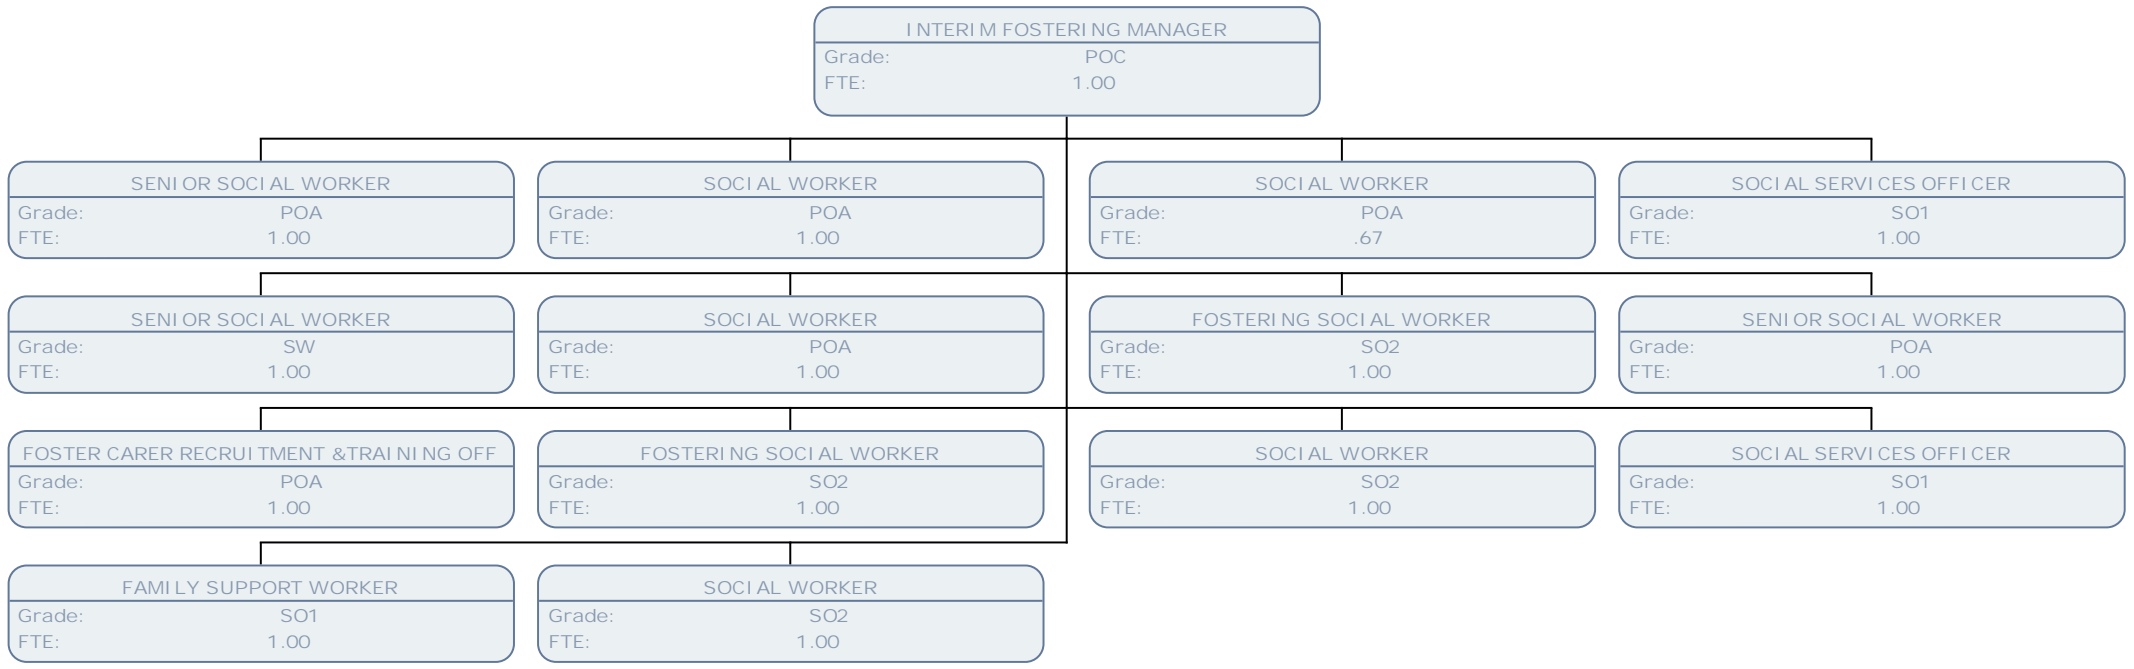 INTERIM FOSTERING MANAGER
Grade: POC
FTE: 1.00
SENIOR SOCIAL WORKER
Grade: POA
FTE: 1.00
SOCIAL WORKER
Grade: POA
FTE: 1.00
SOCIAL WORKER
Grade: POA
FTE: .67
SOCIAL SERVICES OFFICER
Grade: SO1
FTE: 1.00
SENIOR SOCIAL WORKER
Grade: SW
FTE: 1.00
SOCIAL WORKER
Grade: POA
FTE: 1.00
FOSTERING SOCIAL WORKER
Grade: SO2
FTE: 1.00
SENIOR SOCIAL WORKER
Grade: POA
FTE: 1.00
FOSTER CARER RECRUITMENT &TRAINING OFF
Grade: POA
FTE: 1.00
FOSTERING SOCIAL WORKER
Grade: SO2
FTE: 1.00
SOCIAL WORKER
Grade: SO2
FTE: 1.00
SOCIAL SERVICES OFFICER
Grade: SO1
FTE: 1.00
FAMILY SUPPORT WORKER
Grade: SO1
FTE: 1.00
SOCIAL WORKER
Grade: SO2
FTE: 1.00